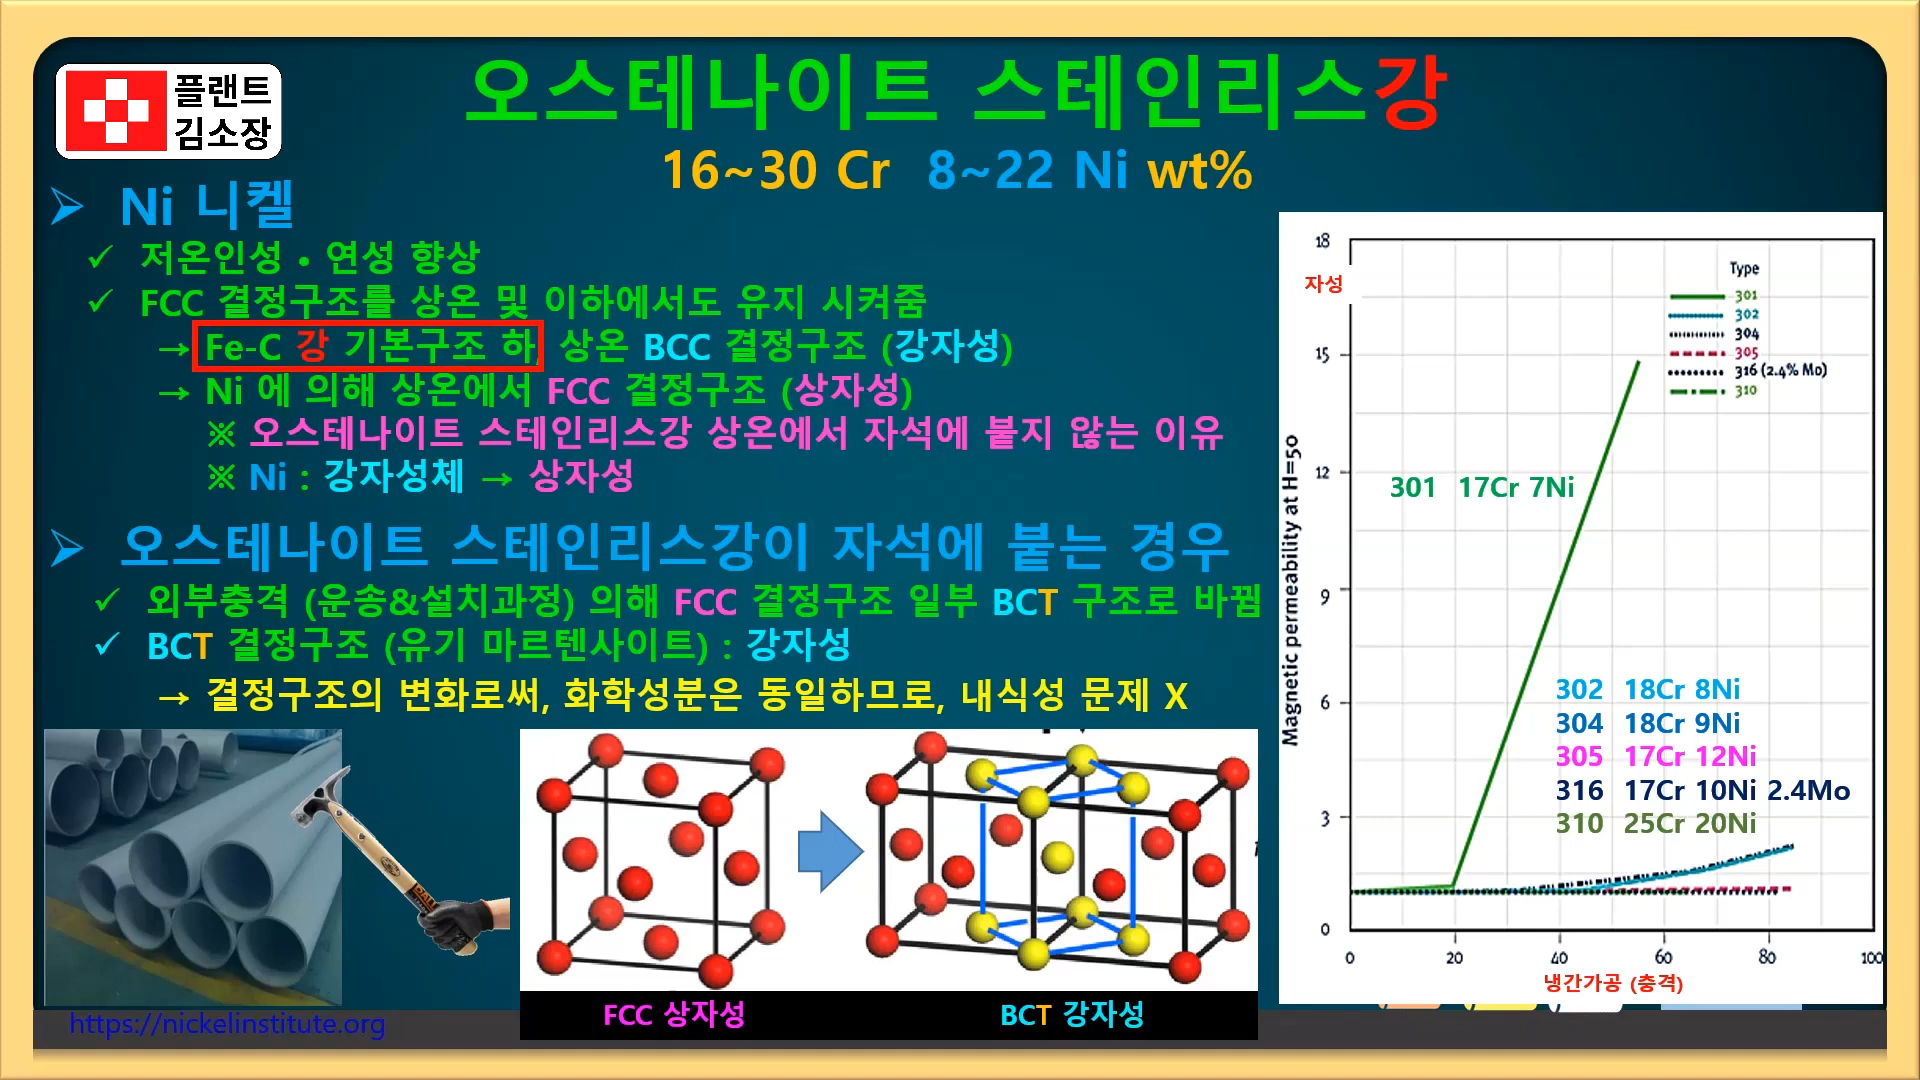 플랜트
김소장
오스테나이트 스테인리스강
16~30 Cr 8~22 Ni wt%
➢ Ni 니켈
✓ 저온인성 • 연성 향상
✓ FCC 결정구조를 상온 및 이하에서도 유지 시켜줌
→ Fe-C 강 기본구조 하, 상온 BCC 결정구조 (강자성)
→ Ni 에 의해 상온에서 FCC 결정구조 (상자성)
※ 오스테나이트 스테인리스강 상온에서 자석에 붙지 않는 이유
※ Ni : 강자성체 → 상자성
➢ 오스테나이트 스테인리스강이 자석에 붙는 경우
✓ 외부충격 (운송&설치과정) 의해 FCC 결정구조 일부 BCT 구조로 바뀜
✓ BCT 결정구조 (유기 마르텐사이트) : 강자성
→ 결정구조의 변화로써, 화학성분은 동일하므로, 내식성 문제 X
FCC 상자성
BCT 강자성
https://nickelinstitute.org
자성
Magnetic permeability at H=50
18
15
12
9
6
3
0
0 20 40 60 80 100
냉간가공 (충격)
Type
301
302
304
305
316 (2.4% Mo)
310
301 17Cr 7Ni
302 18Cr 8Ni
304 18Cr 9Ni
305 17Cr 12Ni
316 17Cr 10Ni 2.4Mo
310 25Cr 20Ni